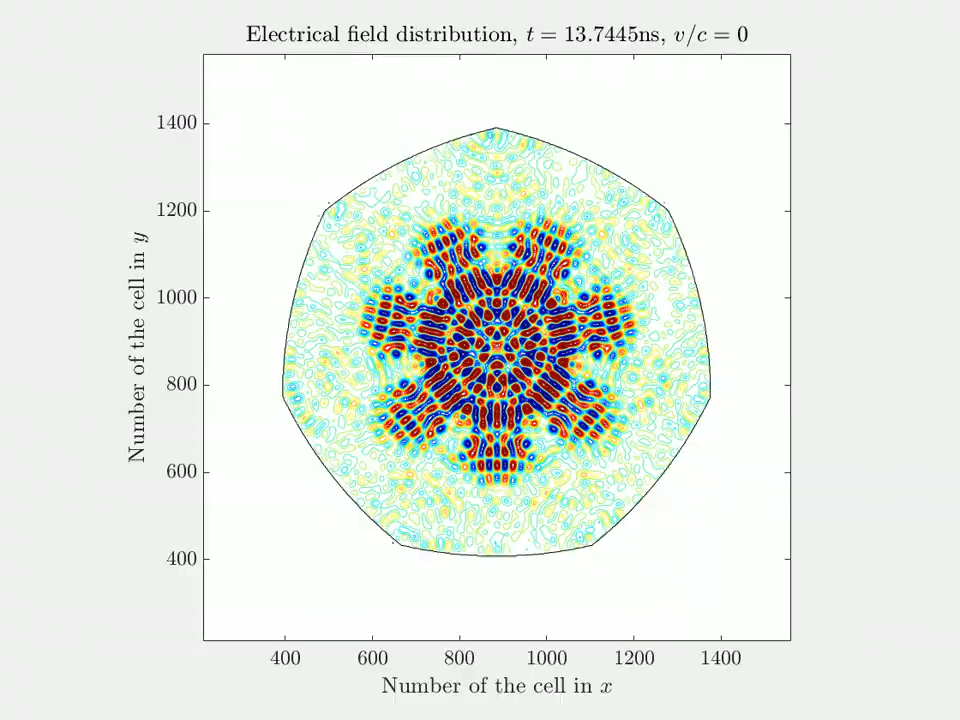 Electrical field distribution, t = 13.7445ns, v/c = 0
Number of the cell in y
1400
1200
1000
800
600
400
400 600 800 1000 1200 1400
Number of the cell in x